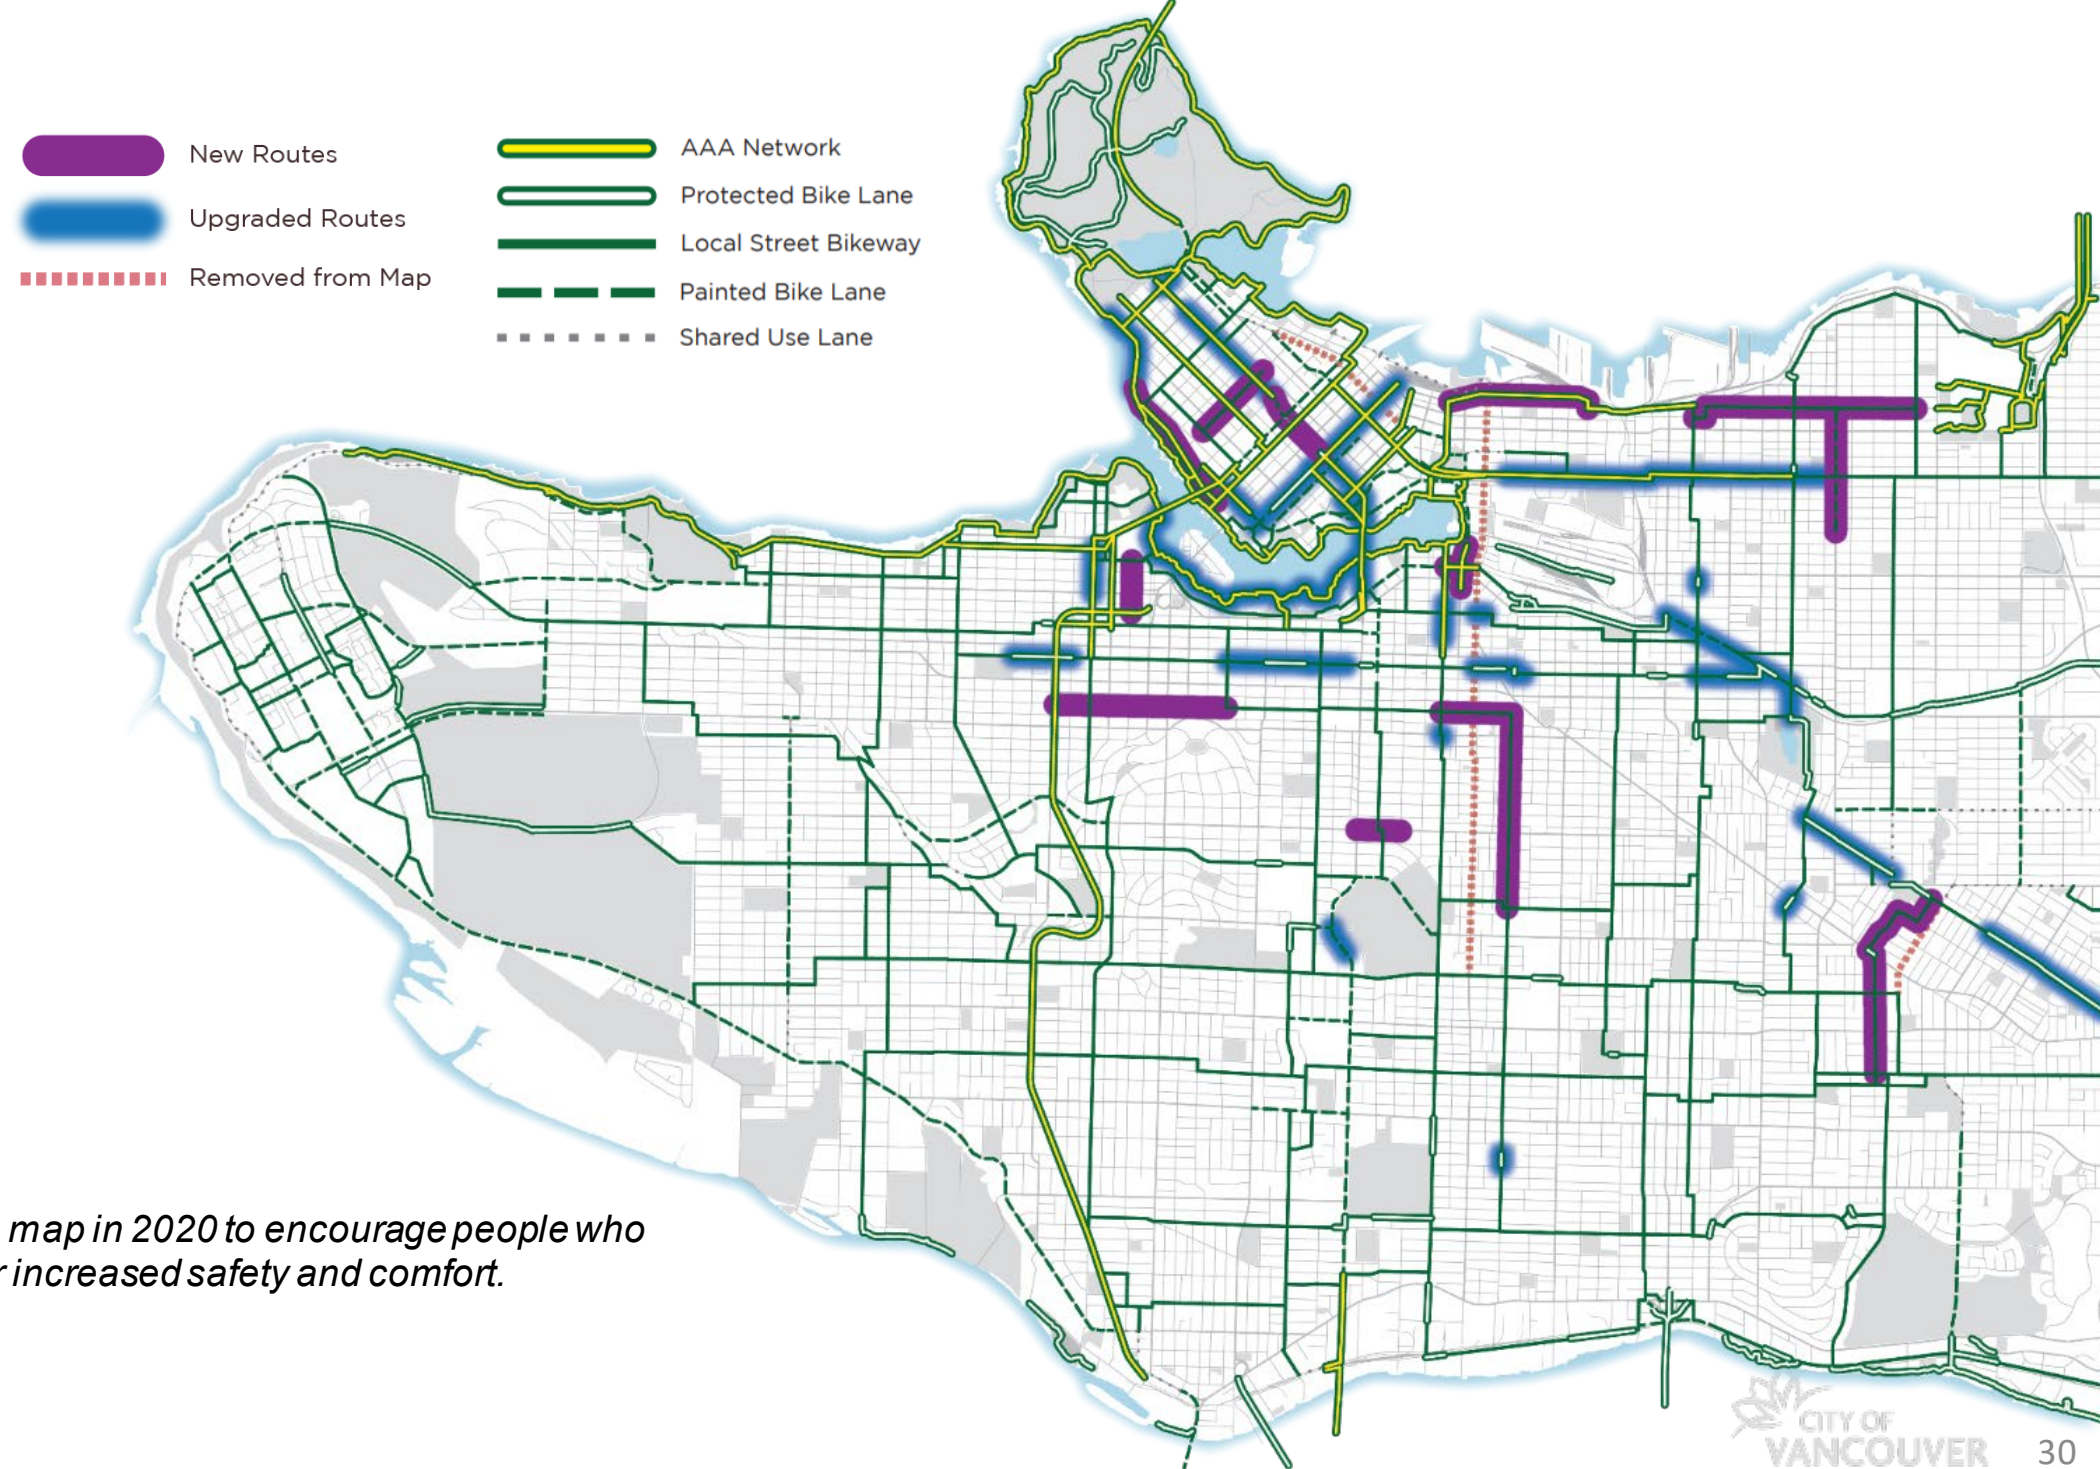 New Routes
Upgraded Routes
Removed from Map
AAA Network
Protected Bike Lane
Local Street Bikeway
Painted Bike Lane
Shared Use Lane
map in 2020 to encourage people who
increased safety and comfort.
CITY OF
VANCOUVER
30